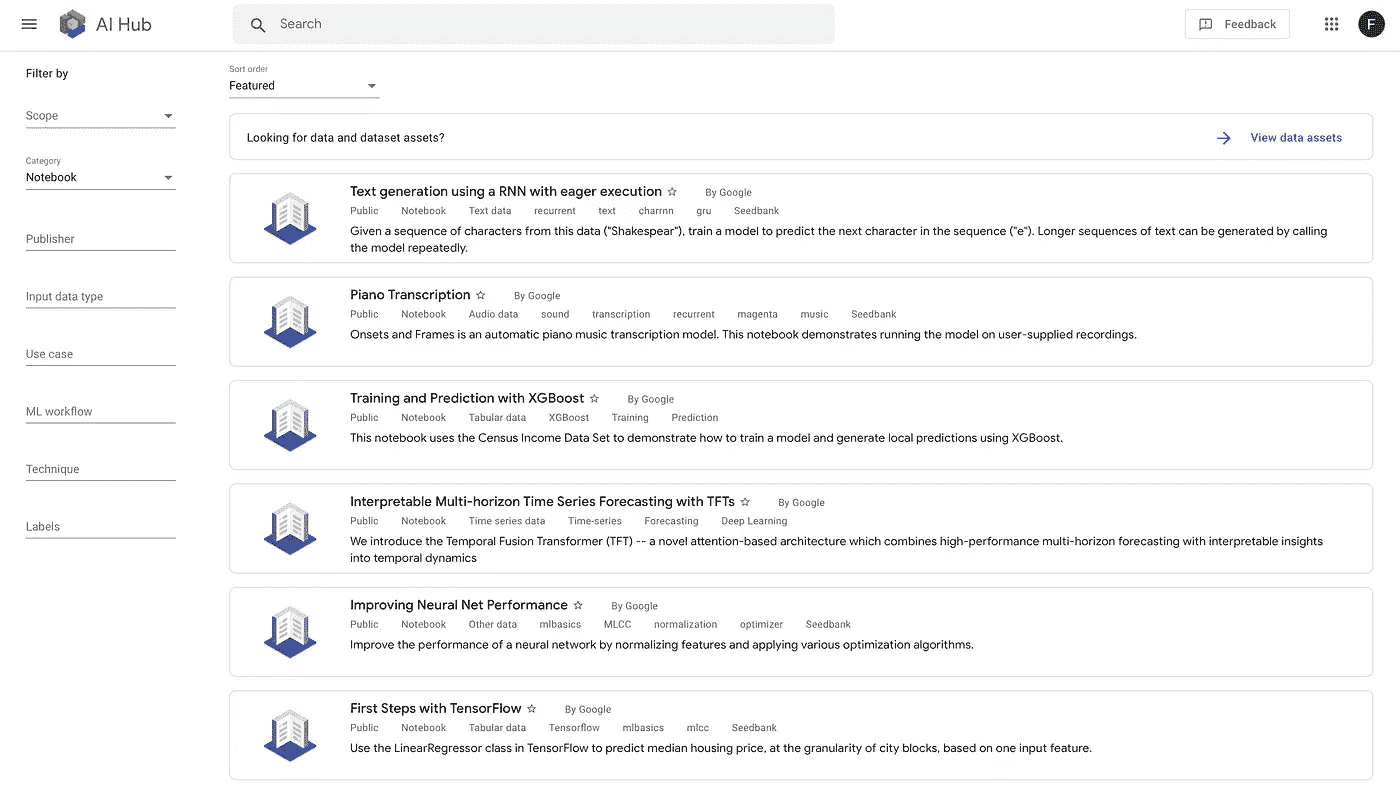 AI Hub
Search
Feedback
F
Filter by
Scope
Category
Notebook
Publisher
Input data type
Use case
ML workflow
Technique
Labels
Sort order
Featured
Looking for data and dataset assets?
View data assets
Text generation using a RNN with eager execution By Google
Public Notebook Text data recurrent text charrnn gru Seedbank
Given a sequence of characters from this data ("Shakespear"), train a model to predict the next character in the sequence ("e"). Longer sequences of text can be generated by calling
the model repeatedly.
Piano Transcription By Google
Public Notebook Audio data sound transcription recurrent magenta music Seedbank
Onsets and Frames is an automatic piano music transcription model. This notebook demonstrates running the model on user-supplied recordings.
Training and Prediction with XGBoost By Google
Public Notebook Tabular data XGBoost Training Prediction
This notebook uses the Census Income Data Set to demonstrate how to train a model and generate local predictions using XGBoost.
Interpretable Multi-horizon Time Series Forecasting with TFTs By Google
Public Notebook Time series data Time-series Forecasting Deep Learning
We introduce the Temporal Fusion Transformer (TFT) -- a novel attention-based architecture which combines high-performance multi-horizon forecasting with interpretable insights
into temporal dynamics
Improving Neural Net Performance By Google
Public Notebook Other data mlbasics MLCC normalization optimizer Seedbank
Improve the performance of a neural network by normalizing features and applying various optimization algorithms.
First Steps with TensorFlow By Google
Public Notebook Tabular data Tensorflow mlbasics mlcc Seedbank
Use the LinearRegressor class in TensorFlow to predict median housing price, at the granularity of city blocks, based on one input feature.